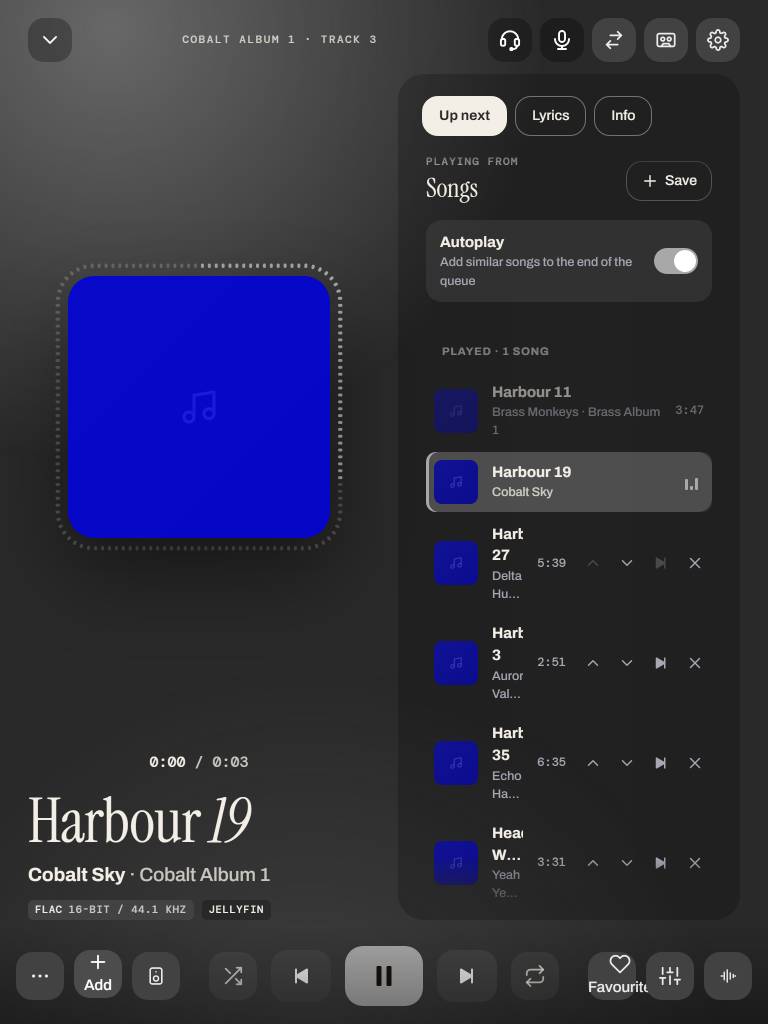 COBALT ALBUM 1 · TRACK 3
Up next
Lyrics
Info
PLAYING FROM
Songs
Save
Autoplay
Add similar songs to the end of the
queue
PLAYED · 1 SONG
Harbour 11
Brass Monkeys · Brass Album
1
3:47
Harbour 19
Cobalt Sky
Harb
27
Delta
Hu...
5:39
Harb
3
Auror
Val...
2:51
Harb
35
Echo
Ha...
6:35
Head
W...
Yeah
Ye...
3:31
0:00 / 0:03
Harbour 19
Cobalt Sky · Cobalt Album 1
FLAC 16-BIT / 44.1 KHZ
JELLYFIN
Add
Favourite